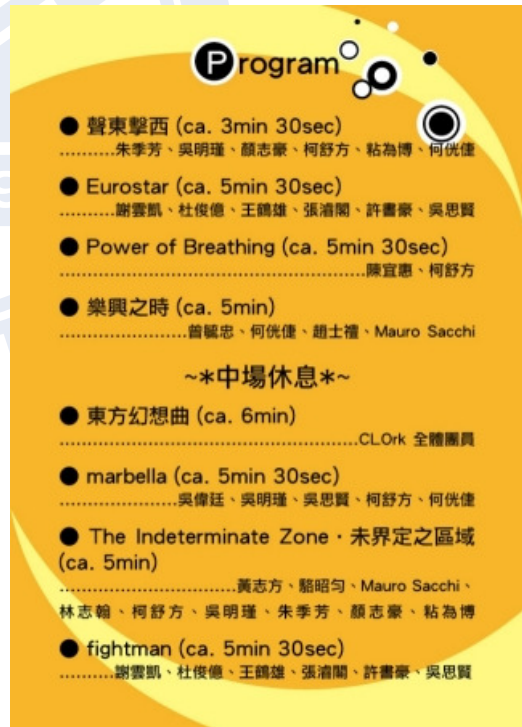 Program
● 聲東擊西 (ca. 3min 30sec)
..........朱季芳、吳明瑾、顏志豪、柯舒方、粘為博、何侊倢
● Eurostar (ca. 5min 30sec)
..........謝雲凱、杜俊億、王鶴雄、張濬閣、許書豪、吳思賢
● Power of Breathing (ca. 5min 30sec)
......................................................陳宜惠、柯舒方
● 樂興之時 (ca. 5min)
......................曾毓忠、何侊倢、趙士禮、Mauro Sacchi
~*中場休息*~
● 東方幻想曲 (ca. 6min)
.....................................................CLOrk 全體團員
● marbella (ca. 5min 30sec)
......................吳偉廷、吳明瑾、吳思賢、柯舒方、何侊倢
● The Indeterminate Zone・未界定之區域
(ca. 5min)
...............................黃志方、駱昭勻、Mauro Sacchi、
林志翰、柯舒方、吳明瑾、朱季芳、顏志豪、粘為博
● fightman (ca. 5min 30sec)
..........謝雲凱、杜俊億、王鶴雄、張濬閣、許書豪、吳思賢